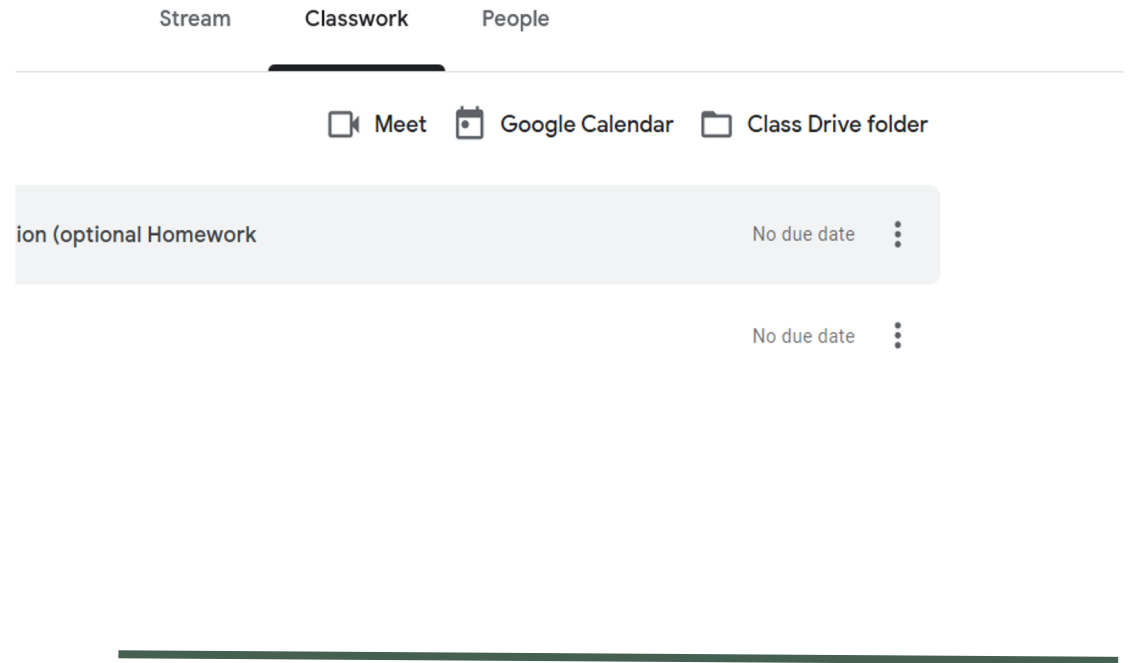 Stream Classwork People
Meet Google Calendar Class Drive folder
ion (optional Homework No due date
No due date